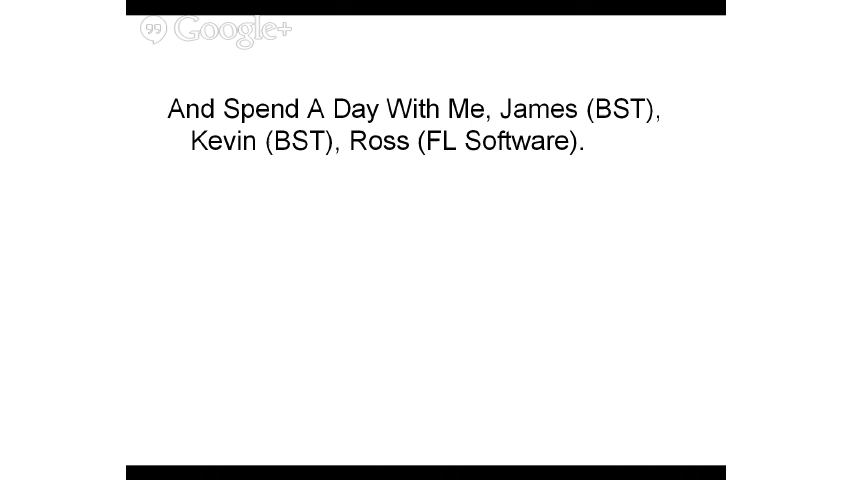 Google+
And Spend A Day With Me, James (BST),
Kevin (BST), Ross (FL Software).